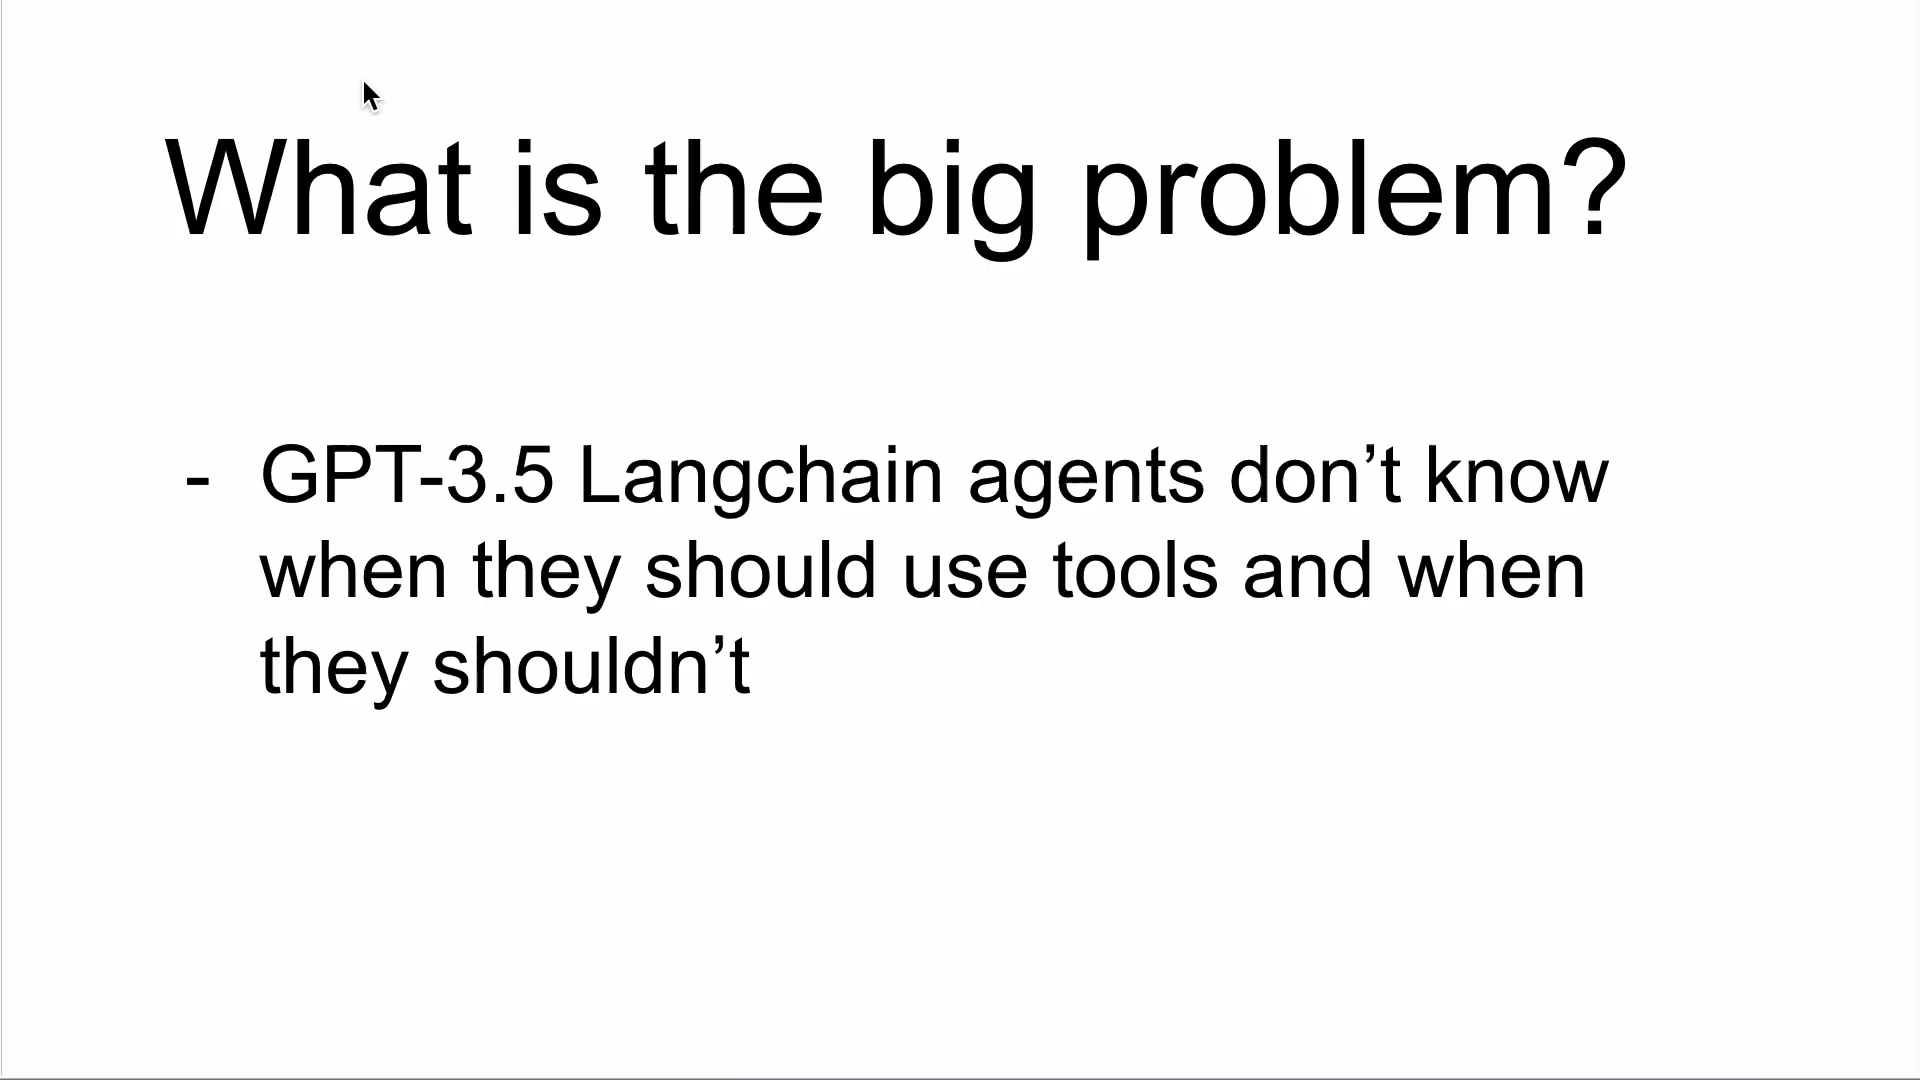 What is the big problem?
- GPT-3.5 Langchain agents don’t know
when they should use tools and when
they shouldn’t